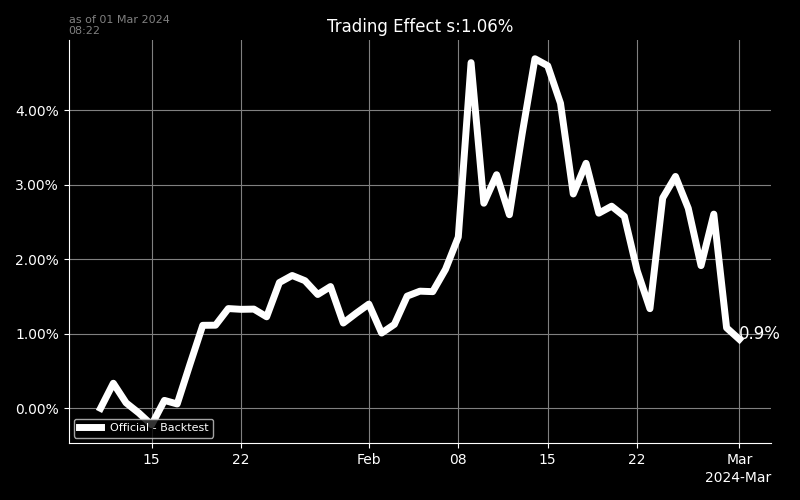 as of 01 Mar 2024
08:22
Trading Effect s:1.06%
4.00%
3.00%
2.00%
1.00%
0.00%
0.9%
Official - Backtest
15
22
Feb
08
15
22
Mar
2024-Mar